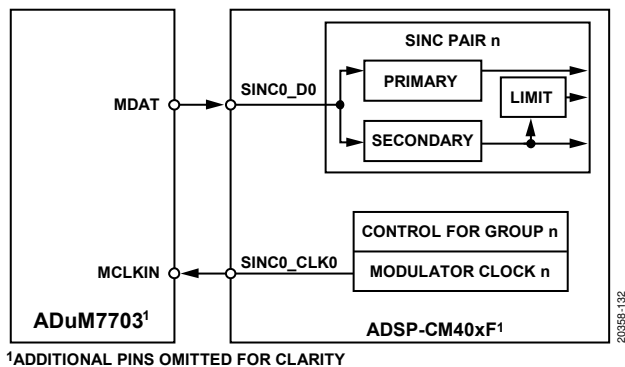 SINC PAIR n
SINC0_D0
PRIMARY
MDAT
LIMIT
SECONDARY
CONTROL FOR GROUP n
SINC0_CLK0
MCLKIN
MODULATOR CLOCK n
ADuM7703¹
ADSP-CM40xF¹
20358-132
¹ADDITIONAL PINS OMITTED FOR CLARITY